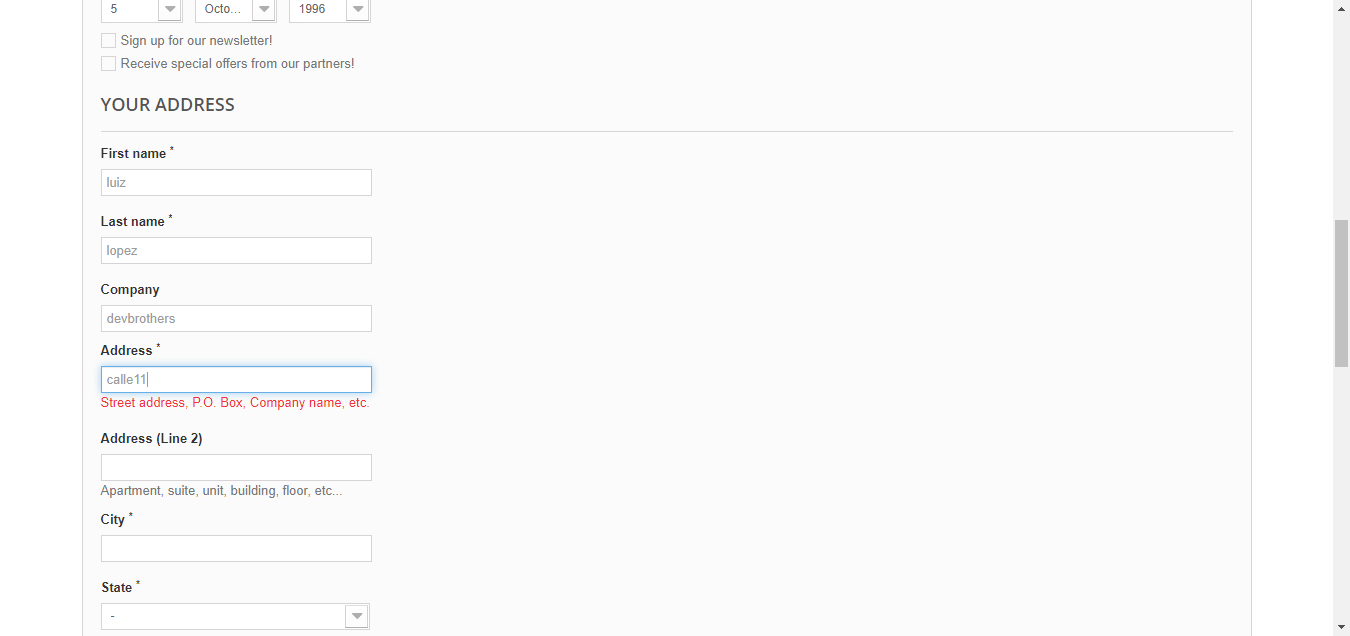 5 Octo... 1996
Sign up for our newsletter!
Receive special offers from our partners!
YOUR ADDRESS
First name *
luiz
Last name *
lopez
Company
devbrothers
Address *
calle11
Street address, P.O. Box, Company name, etc.
Address (Line 2)
Apartment, suite, unit, building, floor, etc...
City *
State *
-